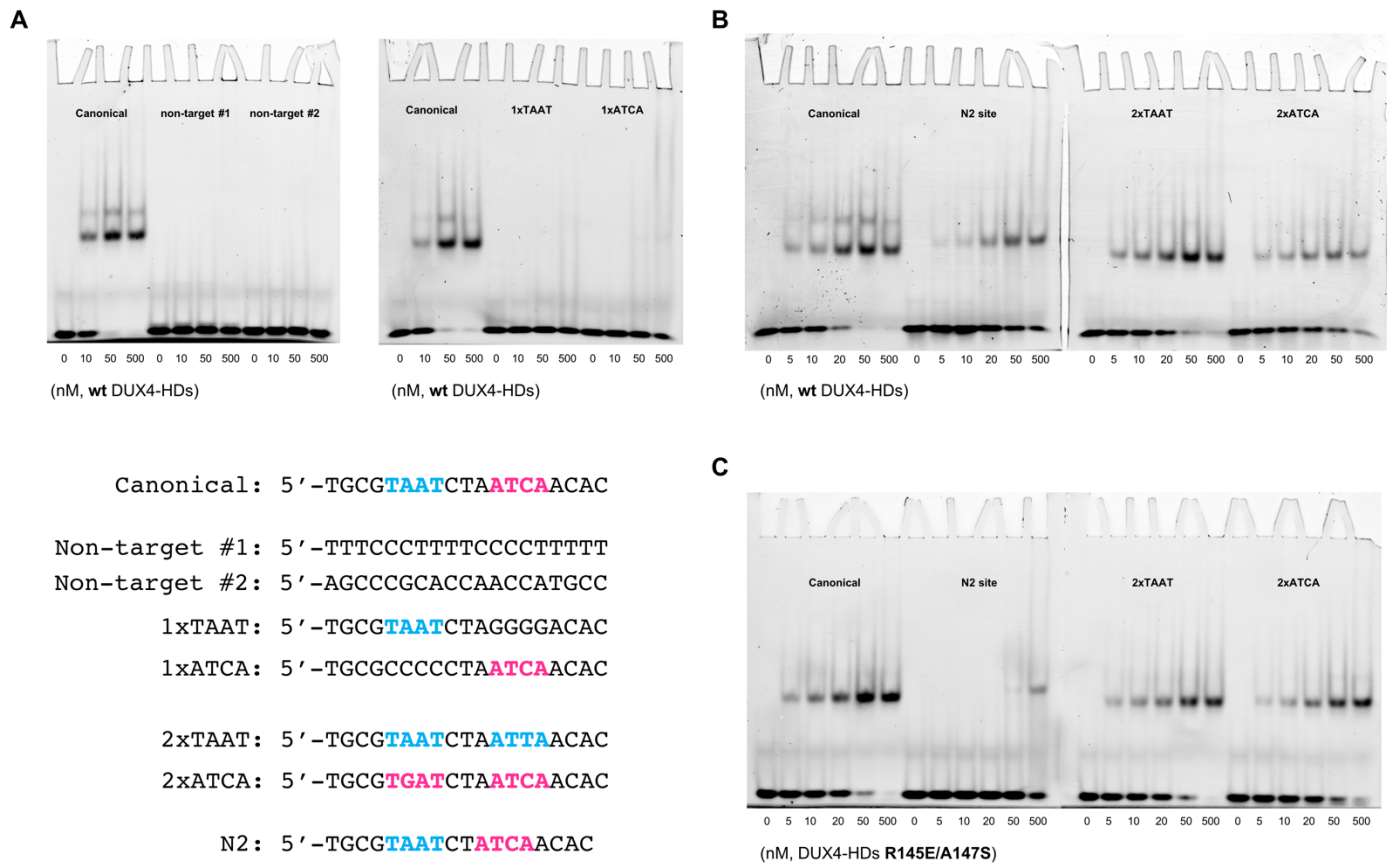 A
Canonical non-target #1 non-target #2
0 10 50 500 0 10 50 500 0 10 50 500
(nM, wt DUX4-HDs)
Canonical 1xTAAT 1xATCA
0 10 50 500 0 10 50 500 0 10 50 500
(nM, wt DUX4-HDs)
B
Canonical N2 site 2xTAAT 2xATCA
0 5 10 20 50 500 0 5 10 20 50 500 0 5 10 20 50 500 0 5 10 20 50 500
(nM, wt DUX4-HDs)
Canonical: 5’-TGCGTAATCTAATCAACAC
Non-target #1: 5’-TTTCCCTTTTCCCCTTTTT
Non-target #2: 5’-AGCCCGCACCAACCATGCC
1xTAAT: 5’-TGCGTAATCTAGGGGACAC
1xATCA: 5’-TGCGCCCCCTAATCAACAC
2xTAAT: 5’-TGCGTAATCTAATTAACAC
2xATCA: 5’-TGCGTGATCTAATCAACAC
N2: 5’-TGCGTAATCTATCAACAC
C
Canonical N2 site 2xTAAT 2xATCA
0 5 10 20 50 500 0 5 10 20 50 500 0 5 10 20 50 500 0 5 10 20 50 500
(nM, DUX4-HDs R145E/A147S)